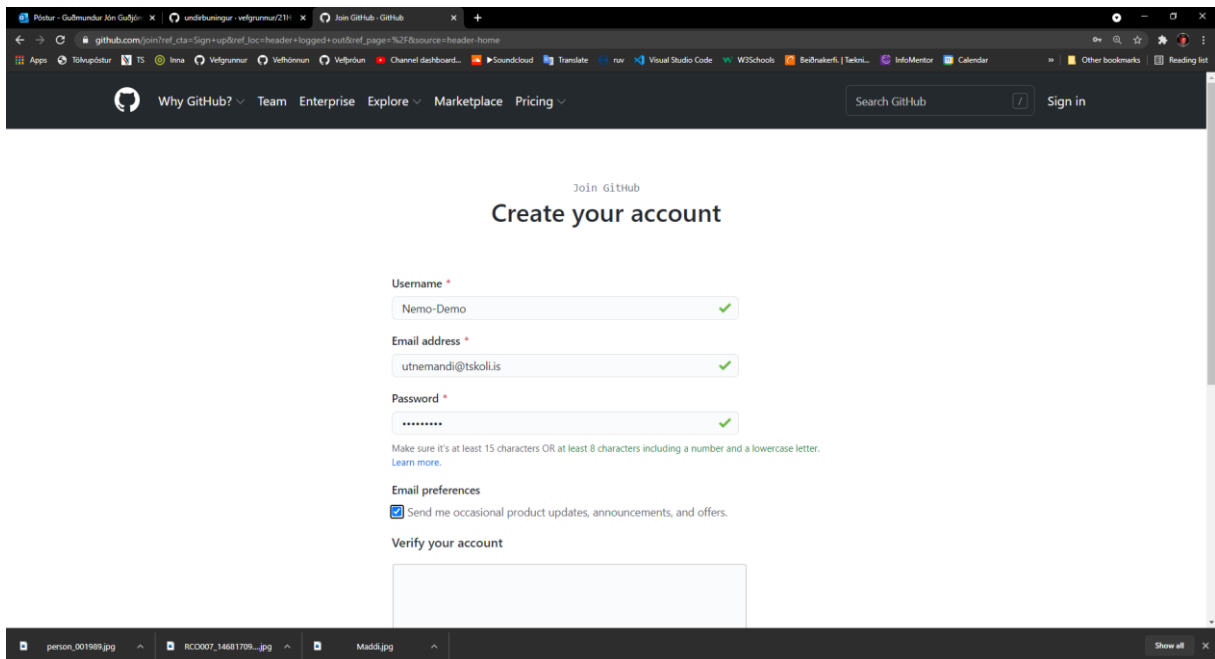 Póstur - Guðmundur Jón Guðjón
undirbuningur · vefgrunnur/21H
Join GitHub · GitHub
github.com/join?ref_cta=Sign+up&ref_loc=header+logged+out&ref_page=%2F&source=header-home
Apps Tölvupóstur TS Inna Vefgrunnur Vefhönnun Vefþróun Channel dashboard... ►Soundcloud Translate ruv Visual Studio Code W3Schools Beiðnakerfi. | Tækni... InfoMentor Calendar » Other bookmarks Reading list
Why GitHub? Team Enterprise Explore Marketplace Pricing Search GitHub / Sign in
Join GitHub
Create your account
Username *
Nemo-Demo
Email address *
utnemandi@tskoli.is
Password *
•••••••••
Make sure it's at least 15 characters OR at least 8 characters including a number and a lowercase letter.
Learn more.
Email preferences
Send me occasional product updates, announcements, and offers.
Verify your account
person_001989.jpg RCO007_14681709....jpg Maddi.jpg Show all